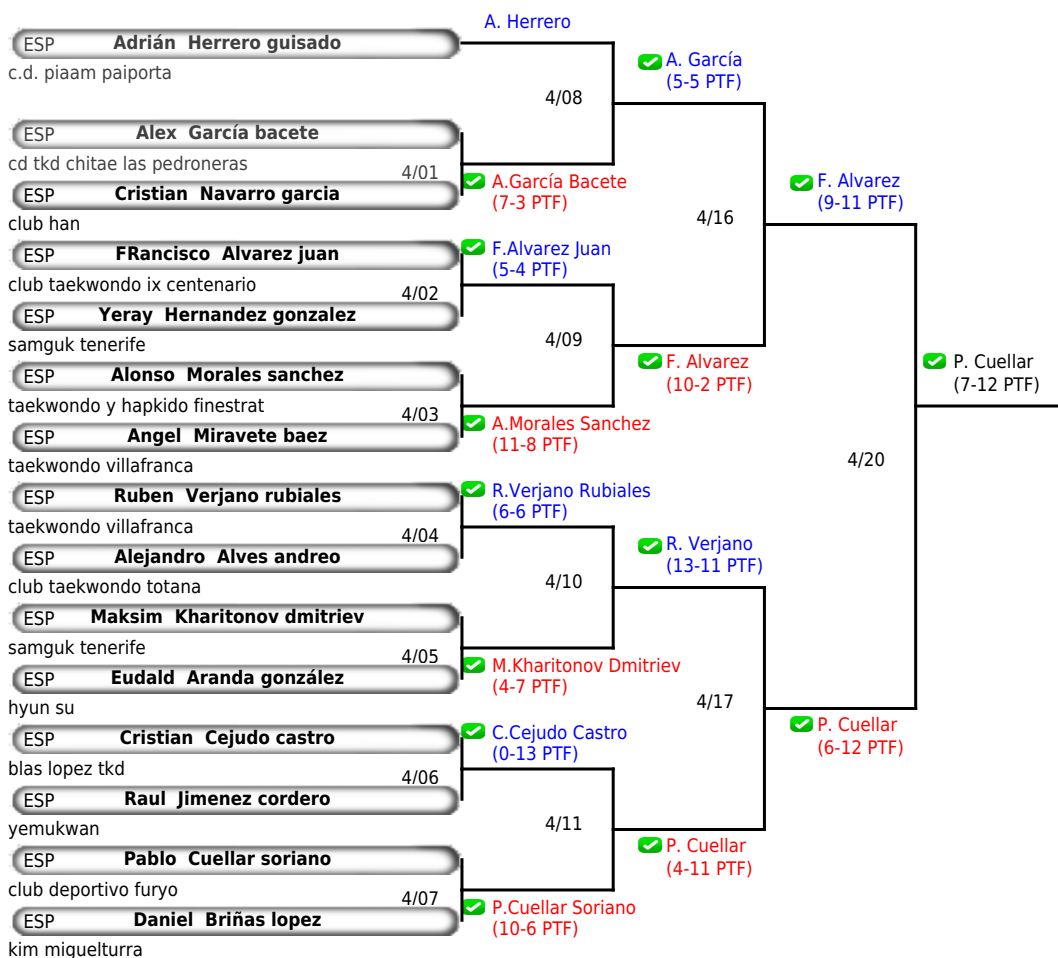 A. Herrero
ESP Adrián Herrero guisado
c.d. piaam paiporta
A. García
(5-5 PTF)
4/08
ESP Alex García bacete
cd tkd chitae las pedroneras
4/01
ESP Cristian Navarro garcia
club han
A.García Bacete
(7-3 PTF)
F. Alvarez
(9-11 PTF)
4/16
ESP FRancisco Alvarez juan
club taekwondo ix centenario
F.Alvarez Juan
(5-4 PTF)
4/02
ESP Yeray Hernandez gonzalez
samguk tenerife
4/09
ESP Alonso Morales sanchez
taekwondo y hapkido finestrat
F. Alvarez
(10-2 PTF)
P. Cuellar
(7-12 PTF)
4/03
ESP Angel Miravete baez
taekwondo villafranca
A.Morales Sanchez
(11-8 PTF)
4/20
ESP Ruben Verjano rubiales
taekwondo villafranca
R.Verjano Rubiales
(6-6 PTF)
4/04
ESP Alejandro Alves andreo
club taekwondo totana
R. Verjano
(13-11 PTF)
4/10
ESP Maksim Kharitonov dmitriev
samguk tenerife
4/05
ESP Eudald Aranda gonzález
hyun su
M.Kharitonov Dmitriev
(4-7 PTF)
4/17
ESP Cristian Cejudo castro
blas lopez tkd
C.Cejudo Castro
(0-13 PTF)
P. Cuellar
(6-12 PTF)
4/06
ESP Raul Jimenez cordero
yemukwan
4/11
ESP Pablo Cuellar soriano
club deportivo furyo
P. Cuellar
(4-11 PTF)
4/07
ESP Daniel Briñas lopez
kim miguelturra
P.Cuellar Soriano
(10-6 PTF)